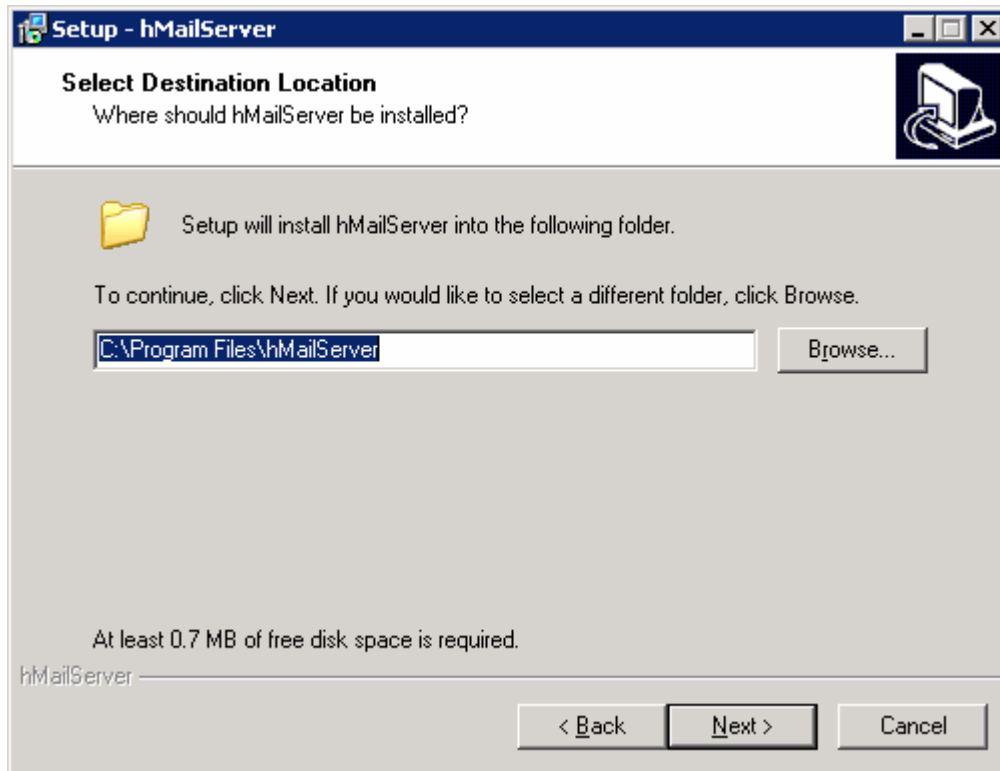 Setup - hMailServer
Select Destination Location
Where should hMailServer be installed?
Setup will install hMailServer into the following folder.
To continue, click Next. If you would like to select a different folder, click Browse.
C:\Program Files\hMailServer
Browse...
At least 0.7 MB of free disk space is required.
hMailServer
< Back
Next >
Cancel